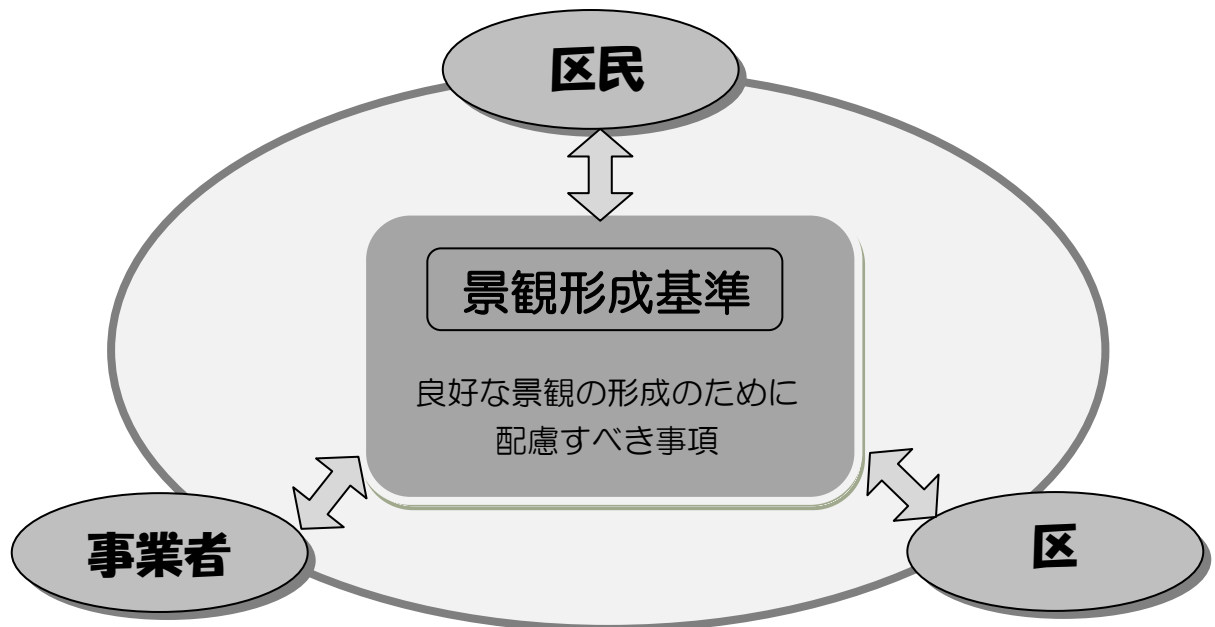 区民
景観形成基準
良好な景観の形成のために
配慮すべき事項
事業者
区